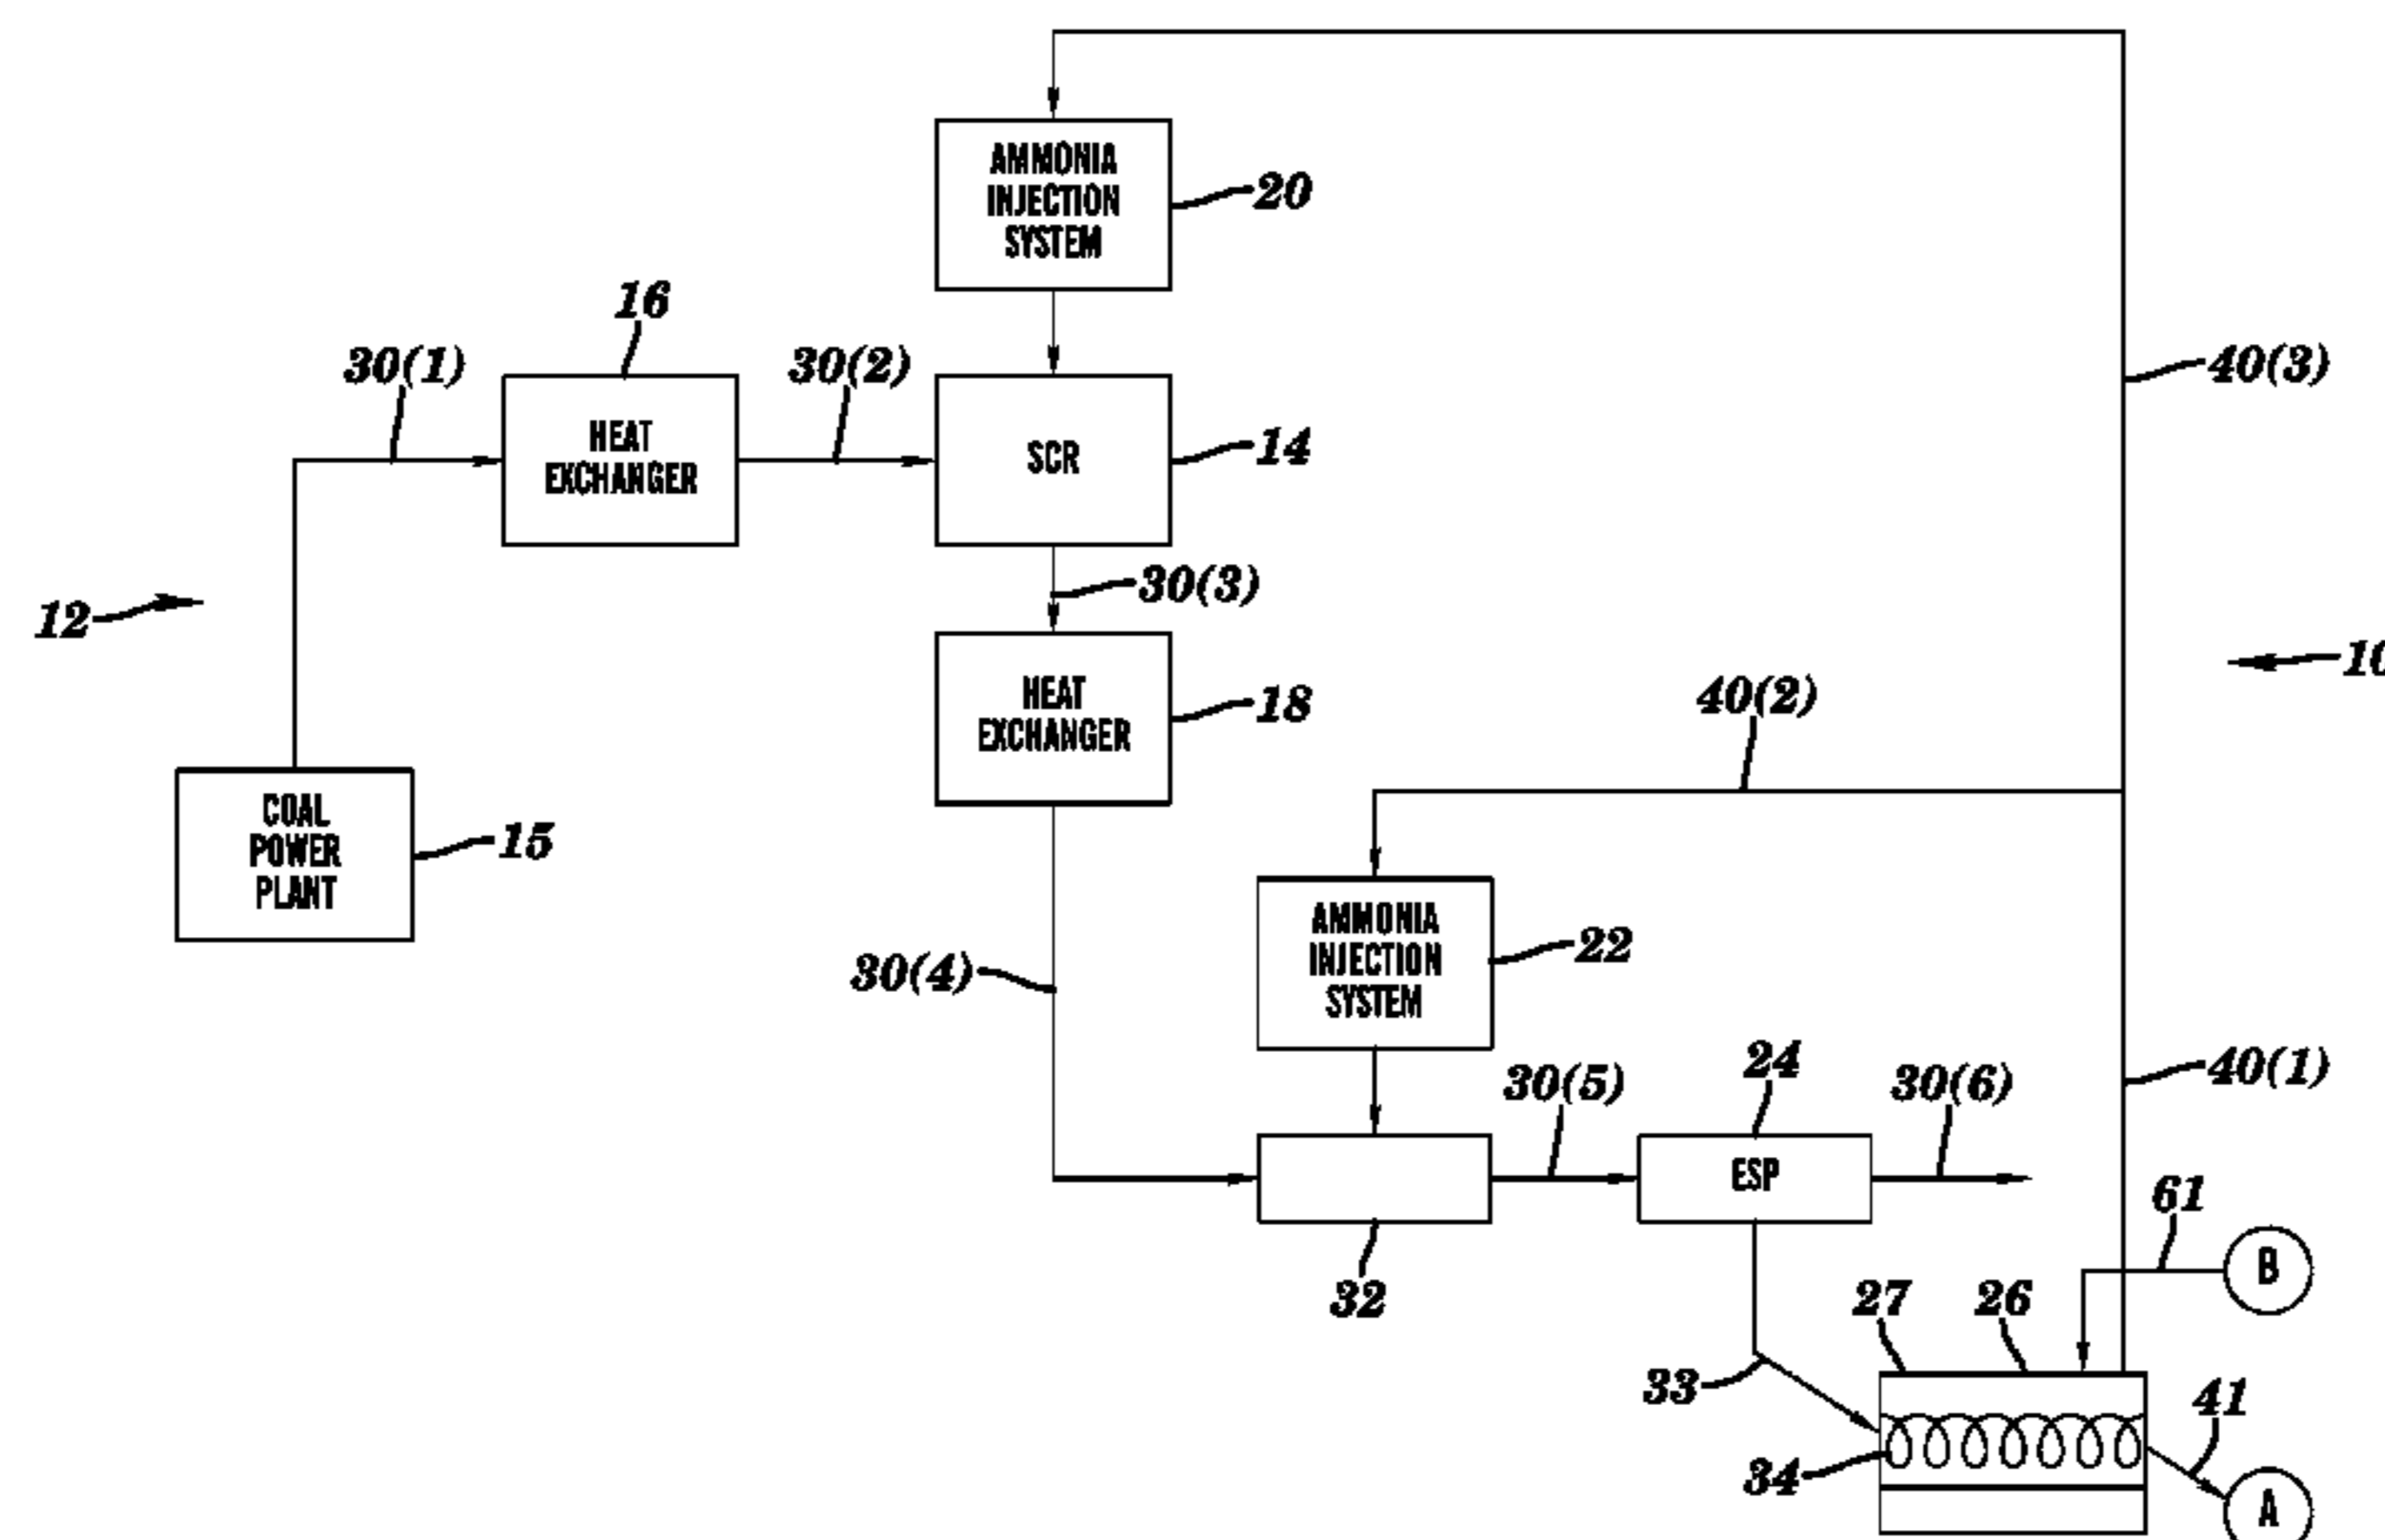 AMMONIA
INJECTION
SYSTEM
20
16
30(1)
30(2)
40(3)
HEAT
EXCHANGER
SCR
14
30(3)
12
10
HEAT
EXCHANGER
18
40(2)
COAL
POWER
PLANT
15
AMMONIA
INJECTION
SYSTEM
22
30(4)
24
30(5)
30(6)
40(1)
ESP
61
B
32
27
26
33
41
34
A